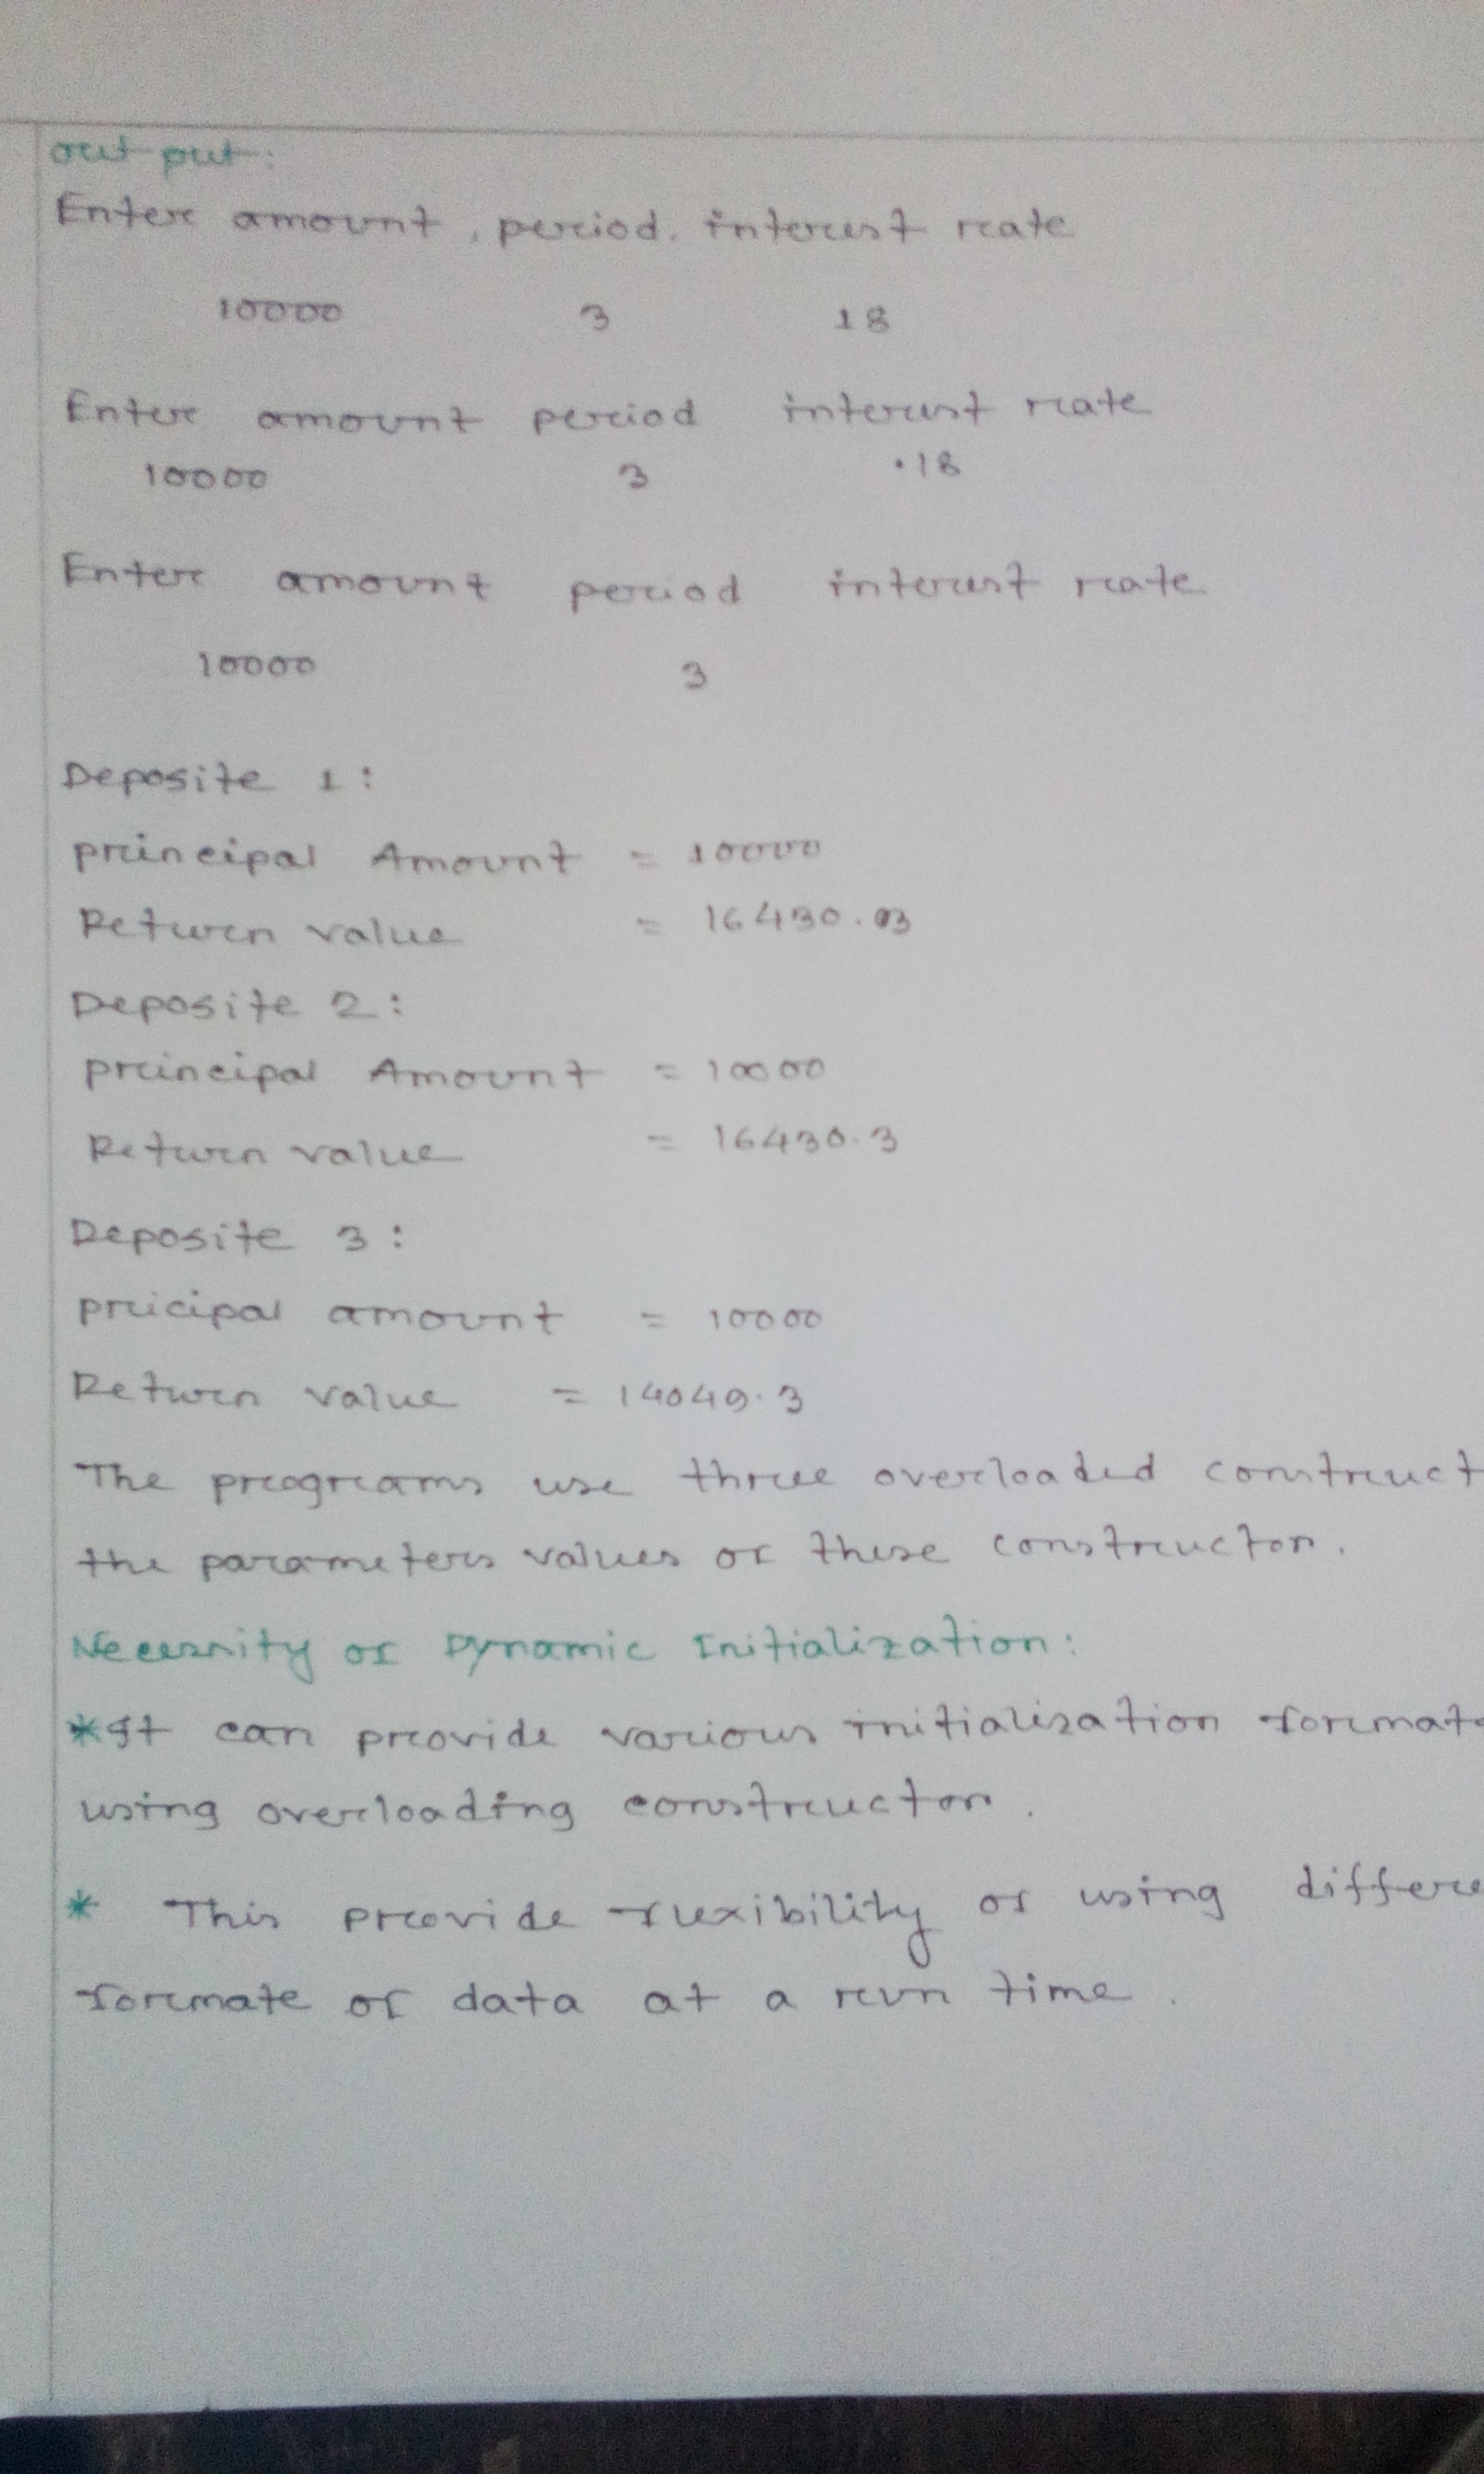 out put:
Enter amount, period, interest rate
10000 3 18
Enter amount period interest rate
10000 3 .18
Enter amount period interest rate
10000 3
Deposite 1:
principal Amount = 10000
Return value = 16430.03
Deposite 2:
principal Amount = 10000
Return value = 16430.3
Deposite 3:
pricipal amount = 10000
Return value = 14049.3
The programs use three overloaded construct
the parameters values of these constructor.
Necessity of Dynamic Initialization:
*It can provide various initialization formate
using overloading constructor.
* This provide flexibility of using differe
formate of data at a run time.